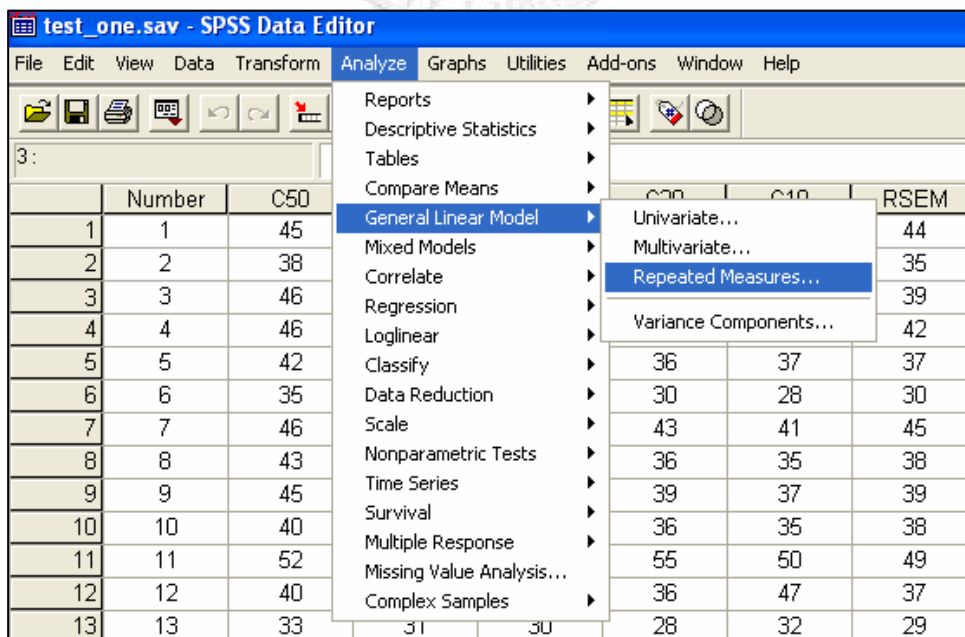 test_one.sav - SPSS Data Editor
File Edit View Data Transform Analyze Graphs Utilities Add-ons Window Help
3 :
Reports
Descriptive Statistics
Tables
Compare Means
General Linear Model
Mixed Models
Correlate
Regression
Loglinear
Classify
Data Reduction
Scale
Nonparametric Tests
Time Series
Survival
Multiple Response
Missing Value Analysis...
Complex Samples
Univariate...
Multivariate...
Repeated Measures...
Variance Components...
Number C50 RSEM
1 1 45 44
2 2 38 35
3 3 46 39
4 4 46 42
5 5 42 36 37 37
6 6 35 30 28 30
7 7 46 43 41 45
8 8 43 36 35 38
9 9 45 39 37 39
10 10 40 36 35 38
11 11 52 55 50 49
12 12 40 36 47 37
13 13 33 31 30 28 32 29